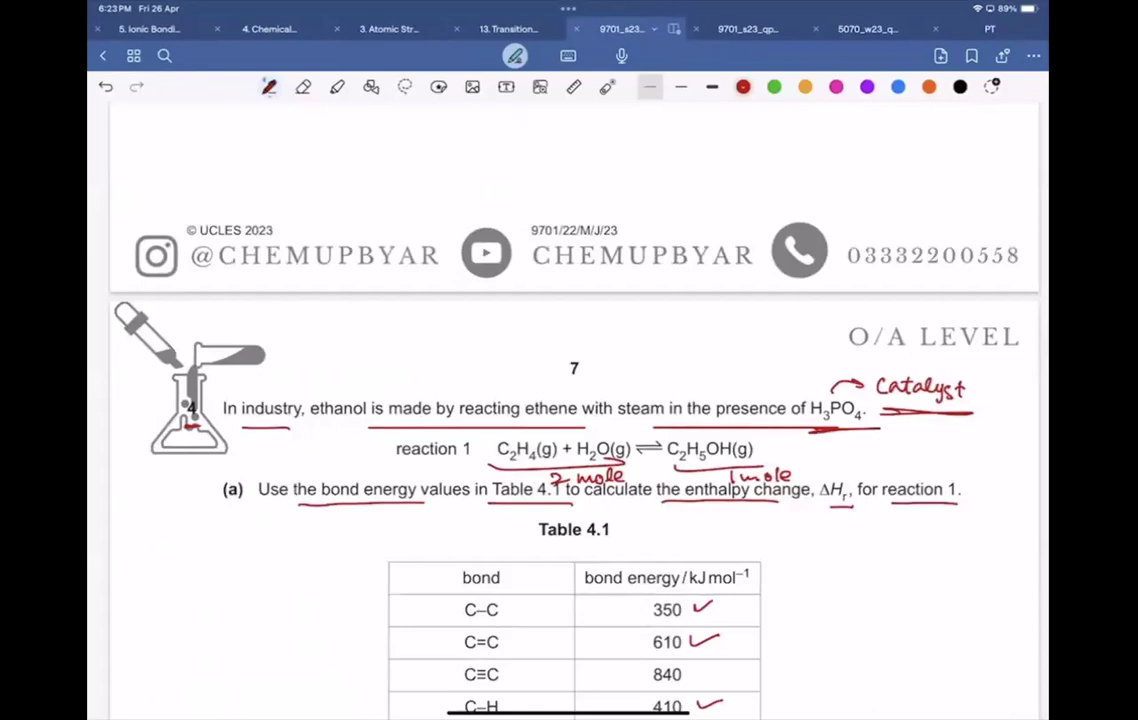 6:23 PM Fri 26 Apr
89%
5. Ionic Bondi...
4. Chemical...
3. Atomic Str...
13. Transition...
9701_s23...
9701_s23_qp...
5070_w23_q...
PT
© UCLES 2023
9701/22/M/J/23
@CHEMUPBYAR
CHEMUPBYAR
03332200558
O/A LEVEL
7
Catalyst
4 In industry, ethanol is made by reacting ethene with steam in the presence of H₃PO₄.
reaction 1 C₂H₄(g) + H₂O(g) ⇌ C₂H₅OH(g)
2 mole 1 mole
(a) Use the bond energy values in Table 4.1 to calculate the enthalpy change, ΔHᵣ, for reaction 1.
Table 4.1
bond bond energy / kJ mol⁻¹
C–C 350 ✓
C=C 610 ✓
C≡C 840
C–H 410 ✓